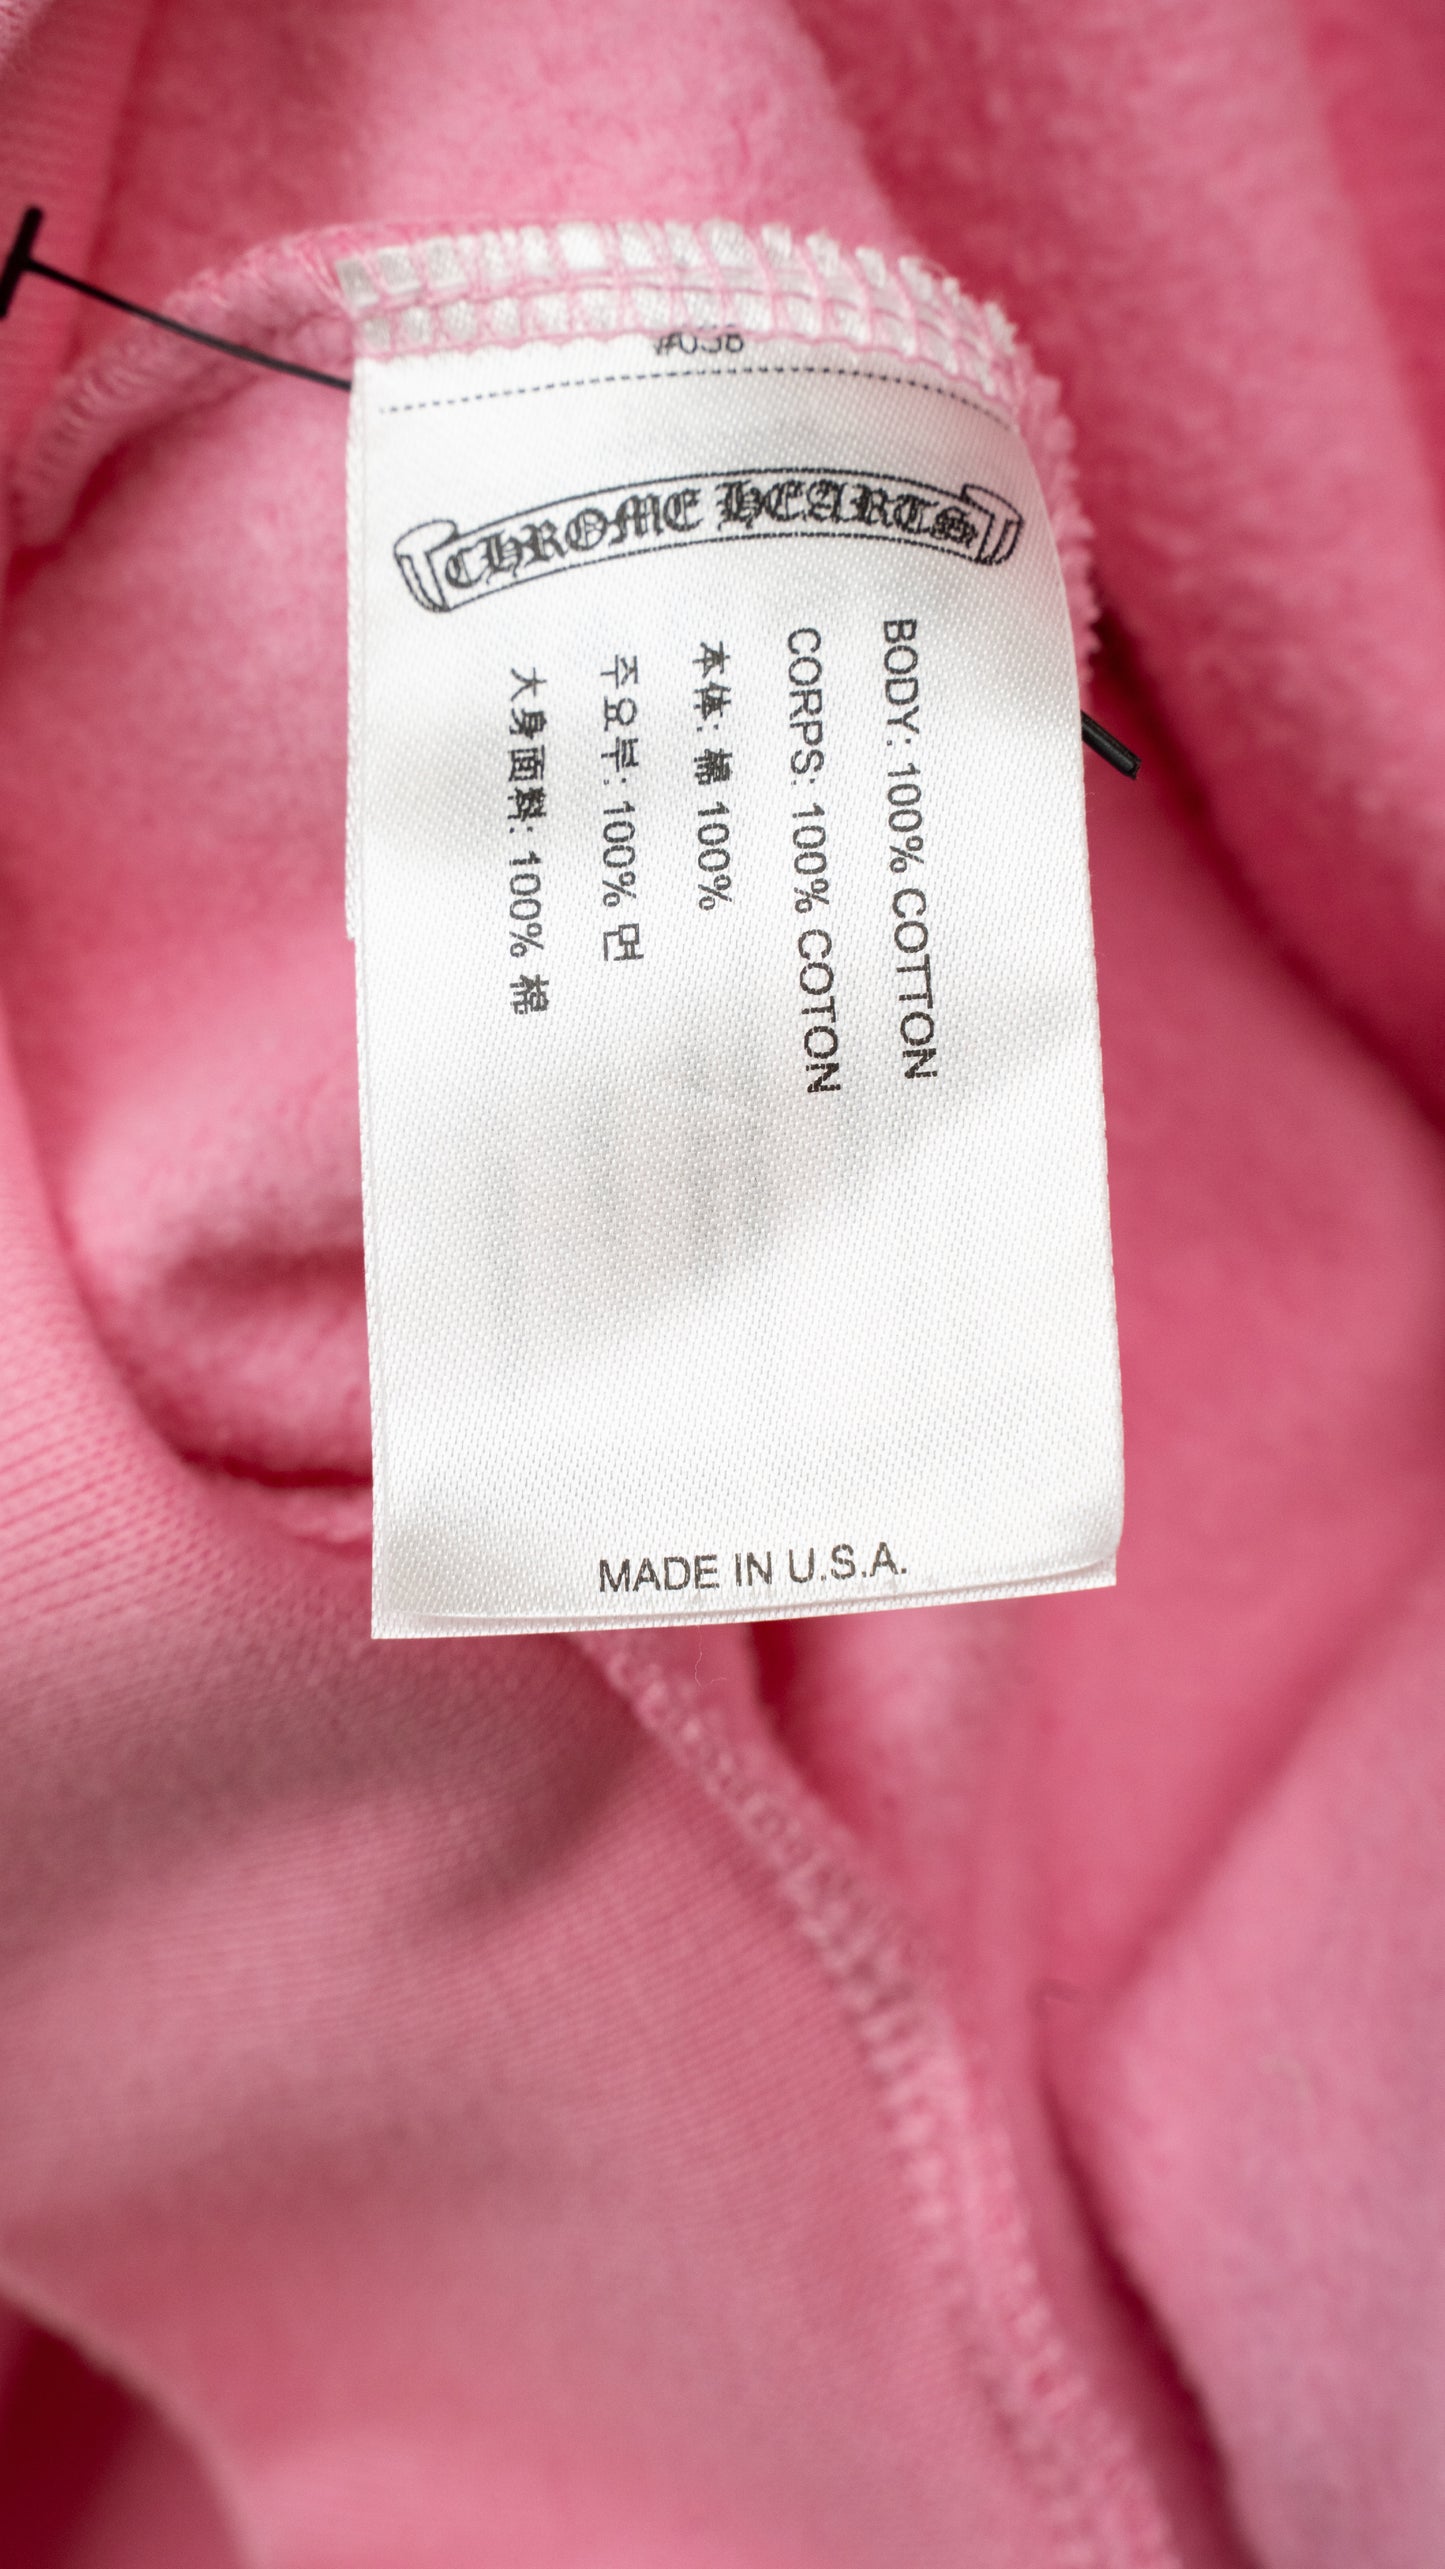 #038
CHROME HEARTS
BODY: 100% COTTON
CORPS: 100% COTON
本体: 綿 100%
주요부: 100% 면
大身面料: 100% 棉
MADE IN U.S.A.